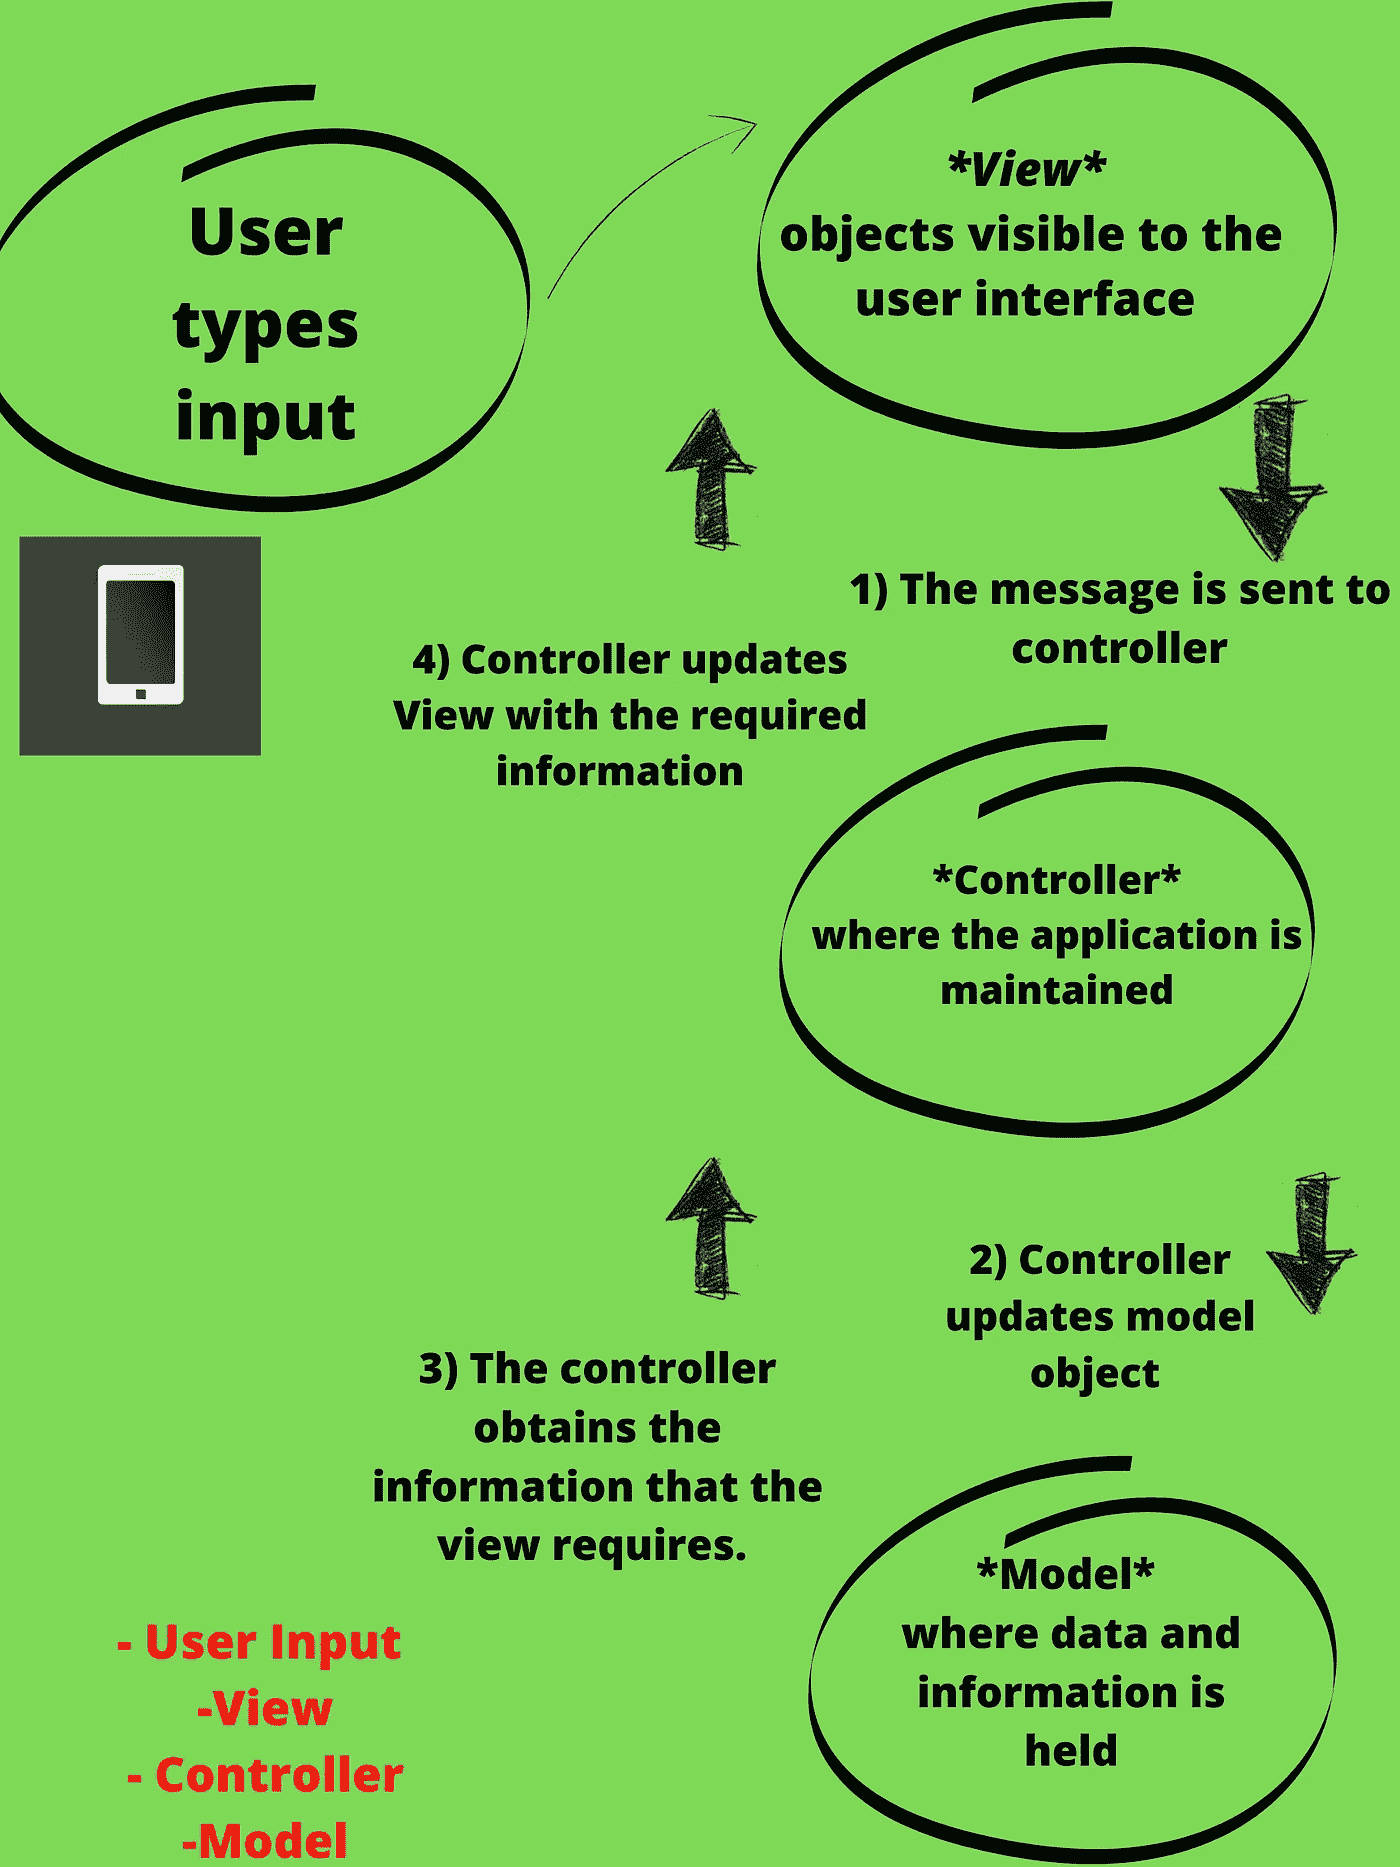 User
types
input
*View*
objects visible to the
user interface
1) The message is sent to
controller
4) Controller updates
View with the required
information
*Controller*
where the application is
maintained
2) Controller
updates model
object
3) The controller
obtains the
information that the
view requires.
*Model*
where data and
information is
held
- User Input
-View
- Controller
-Model